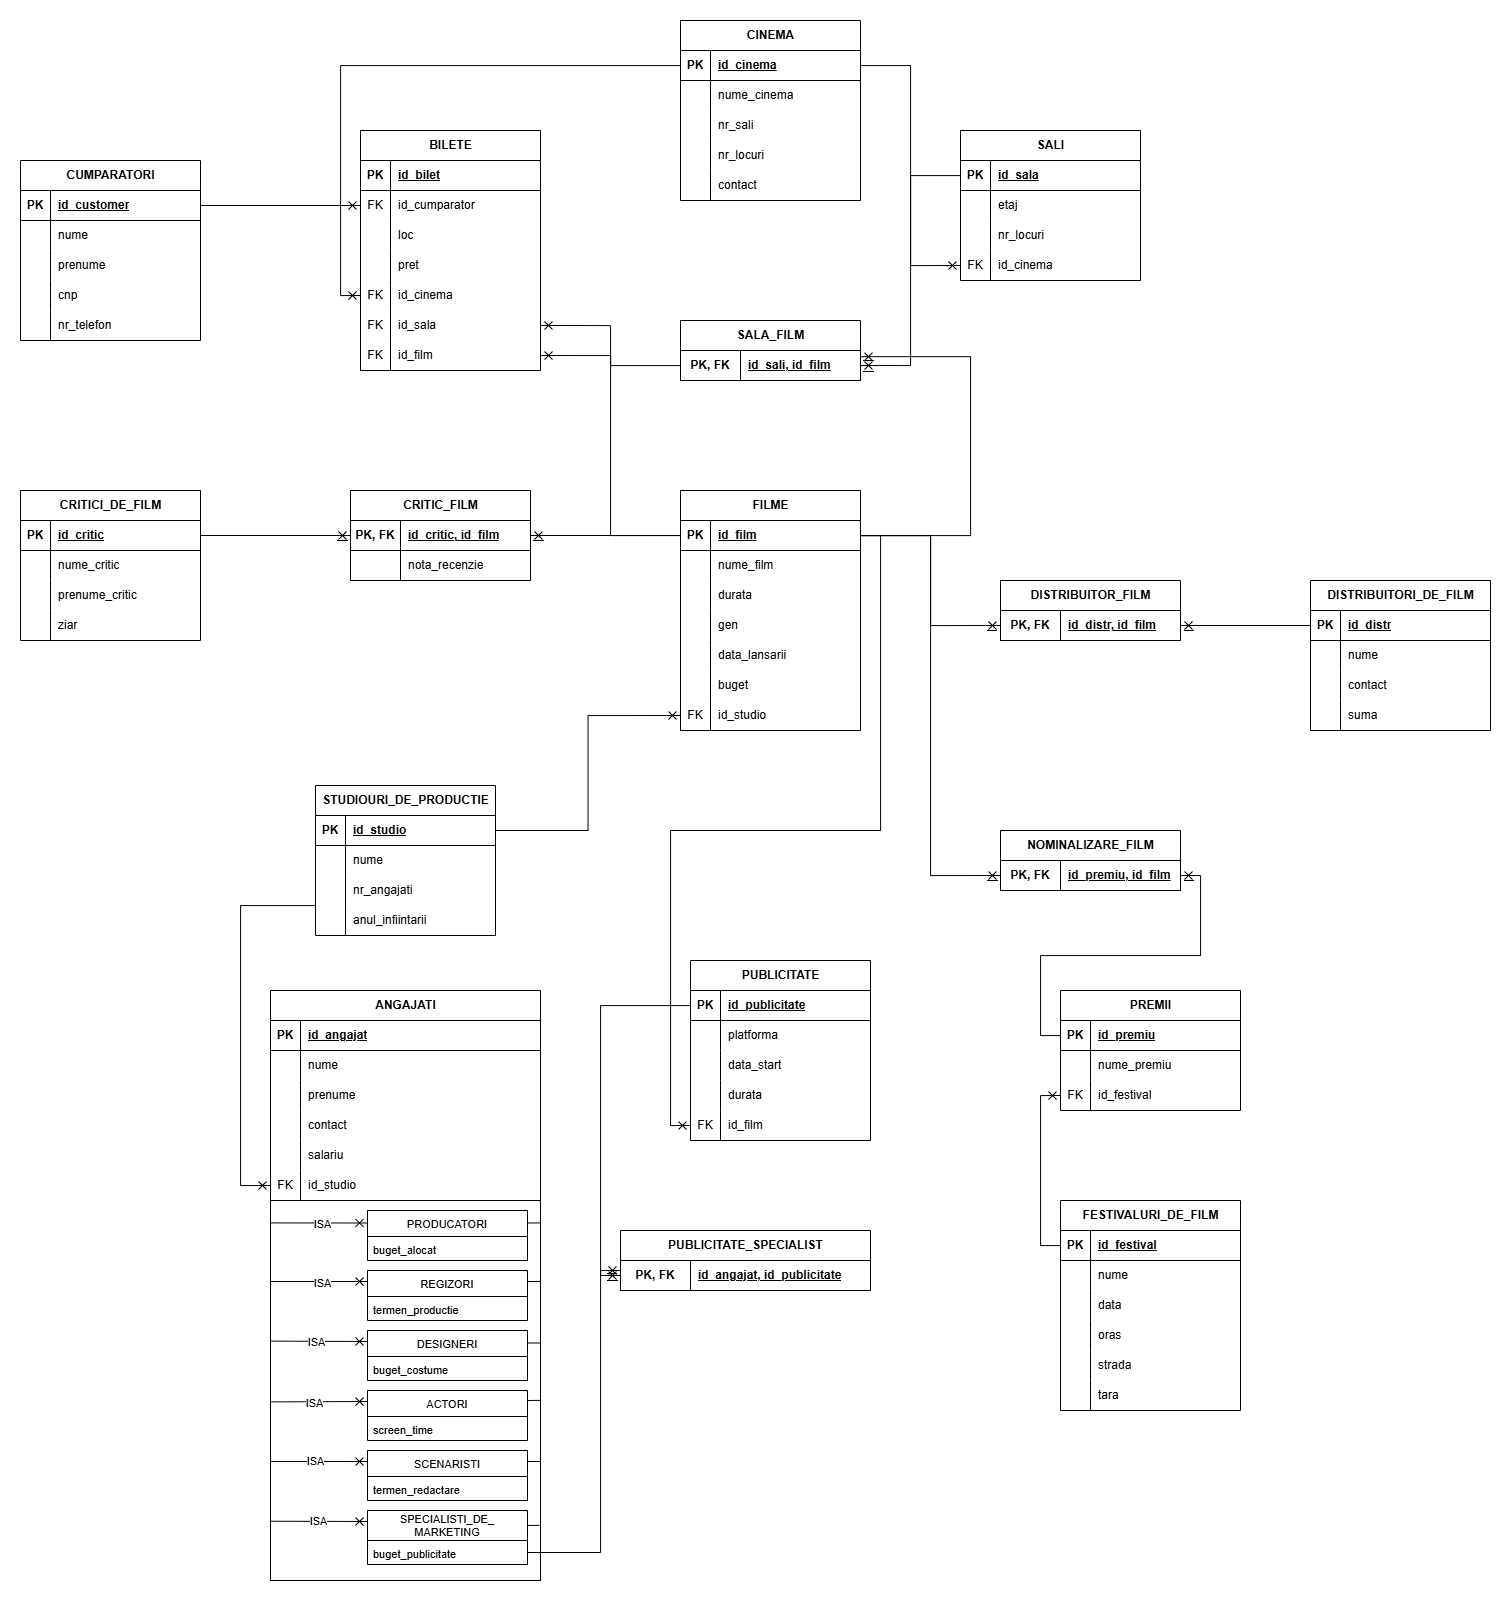 CINEMA
PK id_cinema
nume_cinema
nr_sali
nr_locuri
contact
BILETE
PK id_bilet
FK id_cumparator
loc
pret
FK id_cinema
FK id_sala
FK id_film
SALI
PK id_sala
etaj
nr_locuri
FK id_cinema
CUMPARATORI
PK id_customer
nume
prenume
cnp
nr_telefon
SALA_FILM
PK, FK id_sali, id_film
CRITICI_DE_FILM
PK id_critic
nume_critic
prenume_critic
ziar
CRITIC_FILM
PK, FK id_critic, id_film
nota_recenzie
FILME
PK id_film
nume_film
durata
gen
data_lansarii
buget
FK id_studio
DISTRIBUITOR_FILM
PK, FK id_distr, id_film
DISTRIBUITORI_DE_FILM
PK id_distr
nume
contact
suma
STUDIOURI_DE_PRODUCTIE
PK id_studio
nume
nr_angajati
anul_infiintarii
NOMINALIZARE_FILM
PK, FK id_premiu, id_film
PUBLICITATE
PK id_publicitate
platforma
data_start
durata
FK id_film
ANGAJATI
PK id_angajat
nume
prenume
contact
salariu
FK id_studio
ISA PRODUCATORI
buget_alocat
ISA REGIZORI
termen_productie
ISA DESIGNERI
buget_costume
ISA ACTORI
screen_time
ISA SCENARISTI
termen_redactare
ISA SPECIALISTI_DE_
MARKETING
buget_publicitate
PREMII
PK id_premiu
nume_premiu
FK id_festival
PUBLICITATE_SPECIALIST
PK, FK id_angajat, id_publicitate
FESTIVALURI_DE_FILM
PK id_festival
nume
data
oras
strada
tara